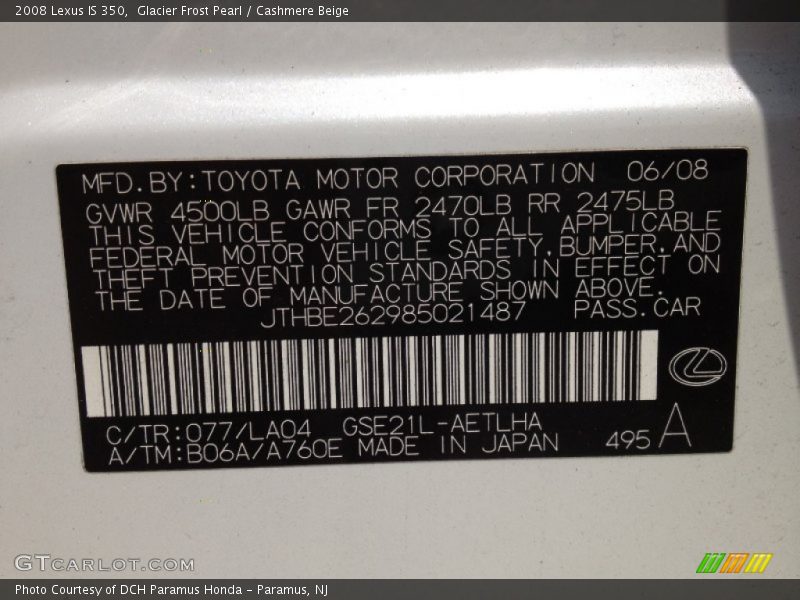 2008 Lexus IS 350,  Glacier Frost Pearl / Cashmere Beige
MFD.BY:TOYOTA MOTOR CORPORATION 06/08
GVWR 4500LB GAWR FR 2470LB RR 2475LB
THIS VEHICLE CONFORMS TO ALL APPLICABLE
FEDERAL MOTOR VEHICLE SAFETY,BUMPER,AND
THEFT PREVENTION STANDARDS IN EFFECT ON
THE DATE OF MANUFACTURE SHOWN ABOVE.
JTHBE262985021487 PASS.CAR
C/TR:077/LA04 GSE21L-AETLHA
A/TM:B06A/A760E MADE IN JAPAN 495 A
GTCARLOT.COM
Photo Courtesy of DCH Paramus Honda - Paramus, NJ